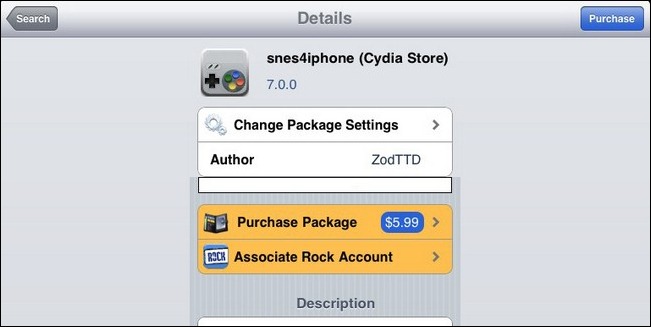 Search
Details
Purchase
snes4iphone (Cydia Store)
7.0.0
Change Package Settings
Author ZodTTD
Purchase Package $5.99
ROCK
Associate Rock Account
Description